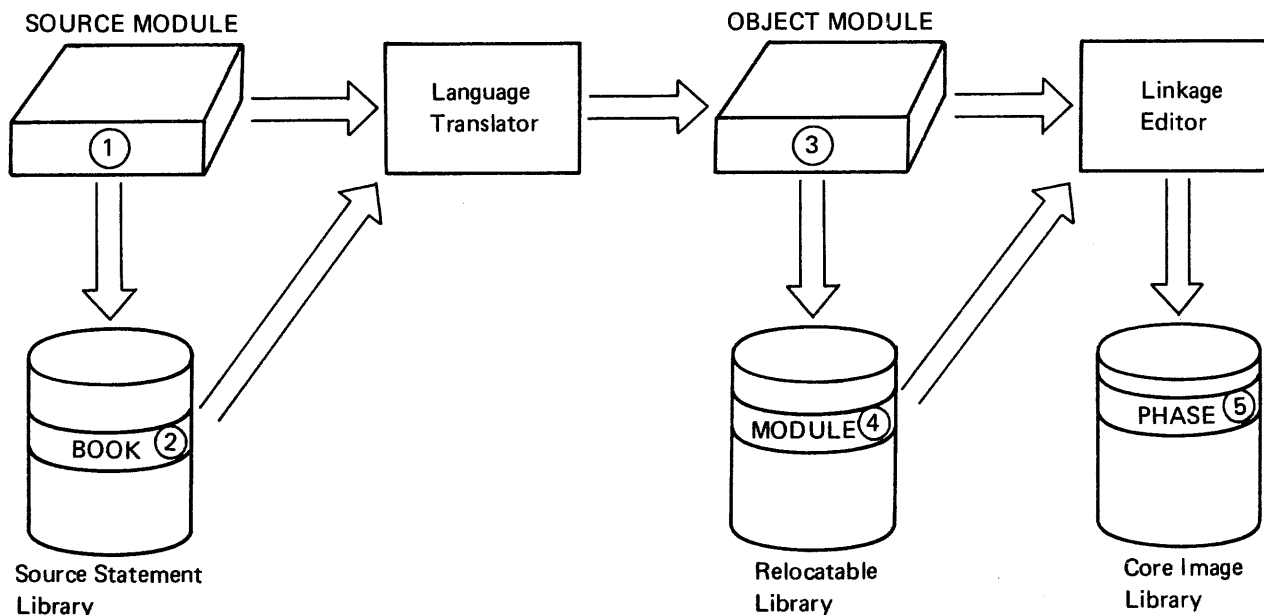 SOURCE MODULE
OBJECT MODULE
Language
Translator
Linkage
Editor
1
3
BOOK 2
MODULE 4
PHASE 5
Source Statement
Library
Relocatable
Library
Core Image
Library